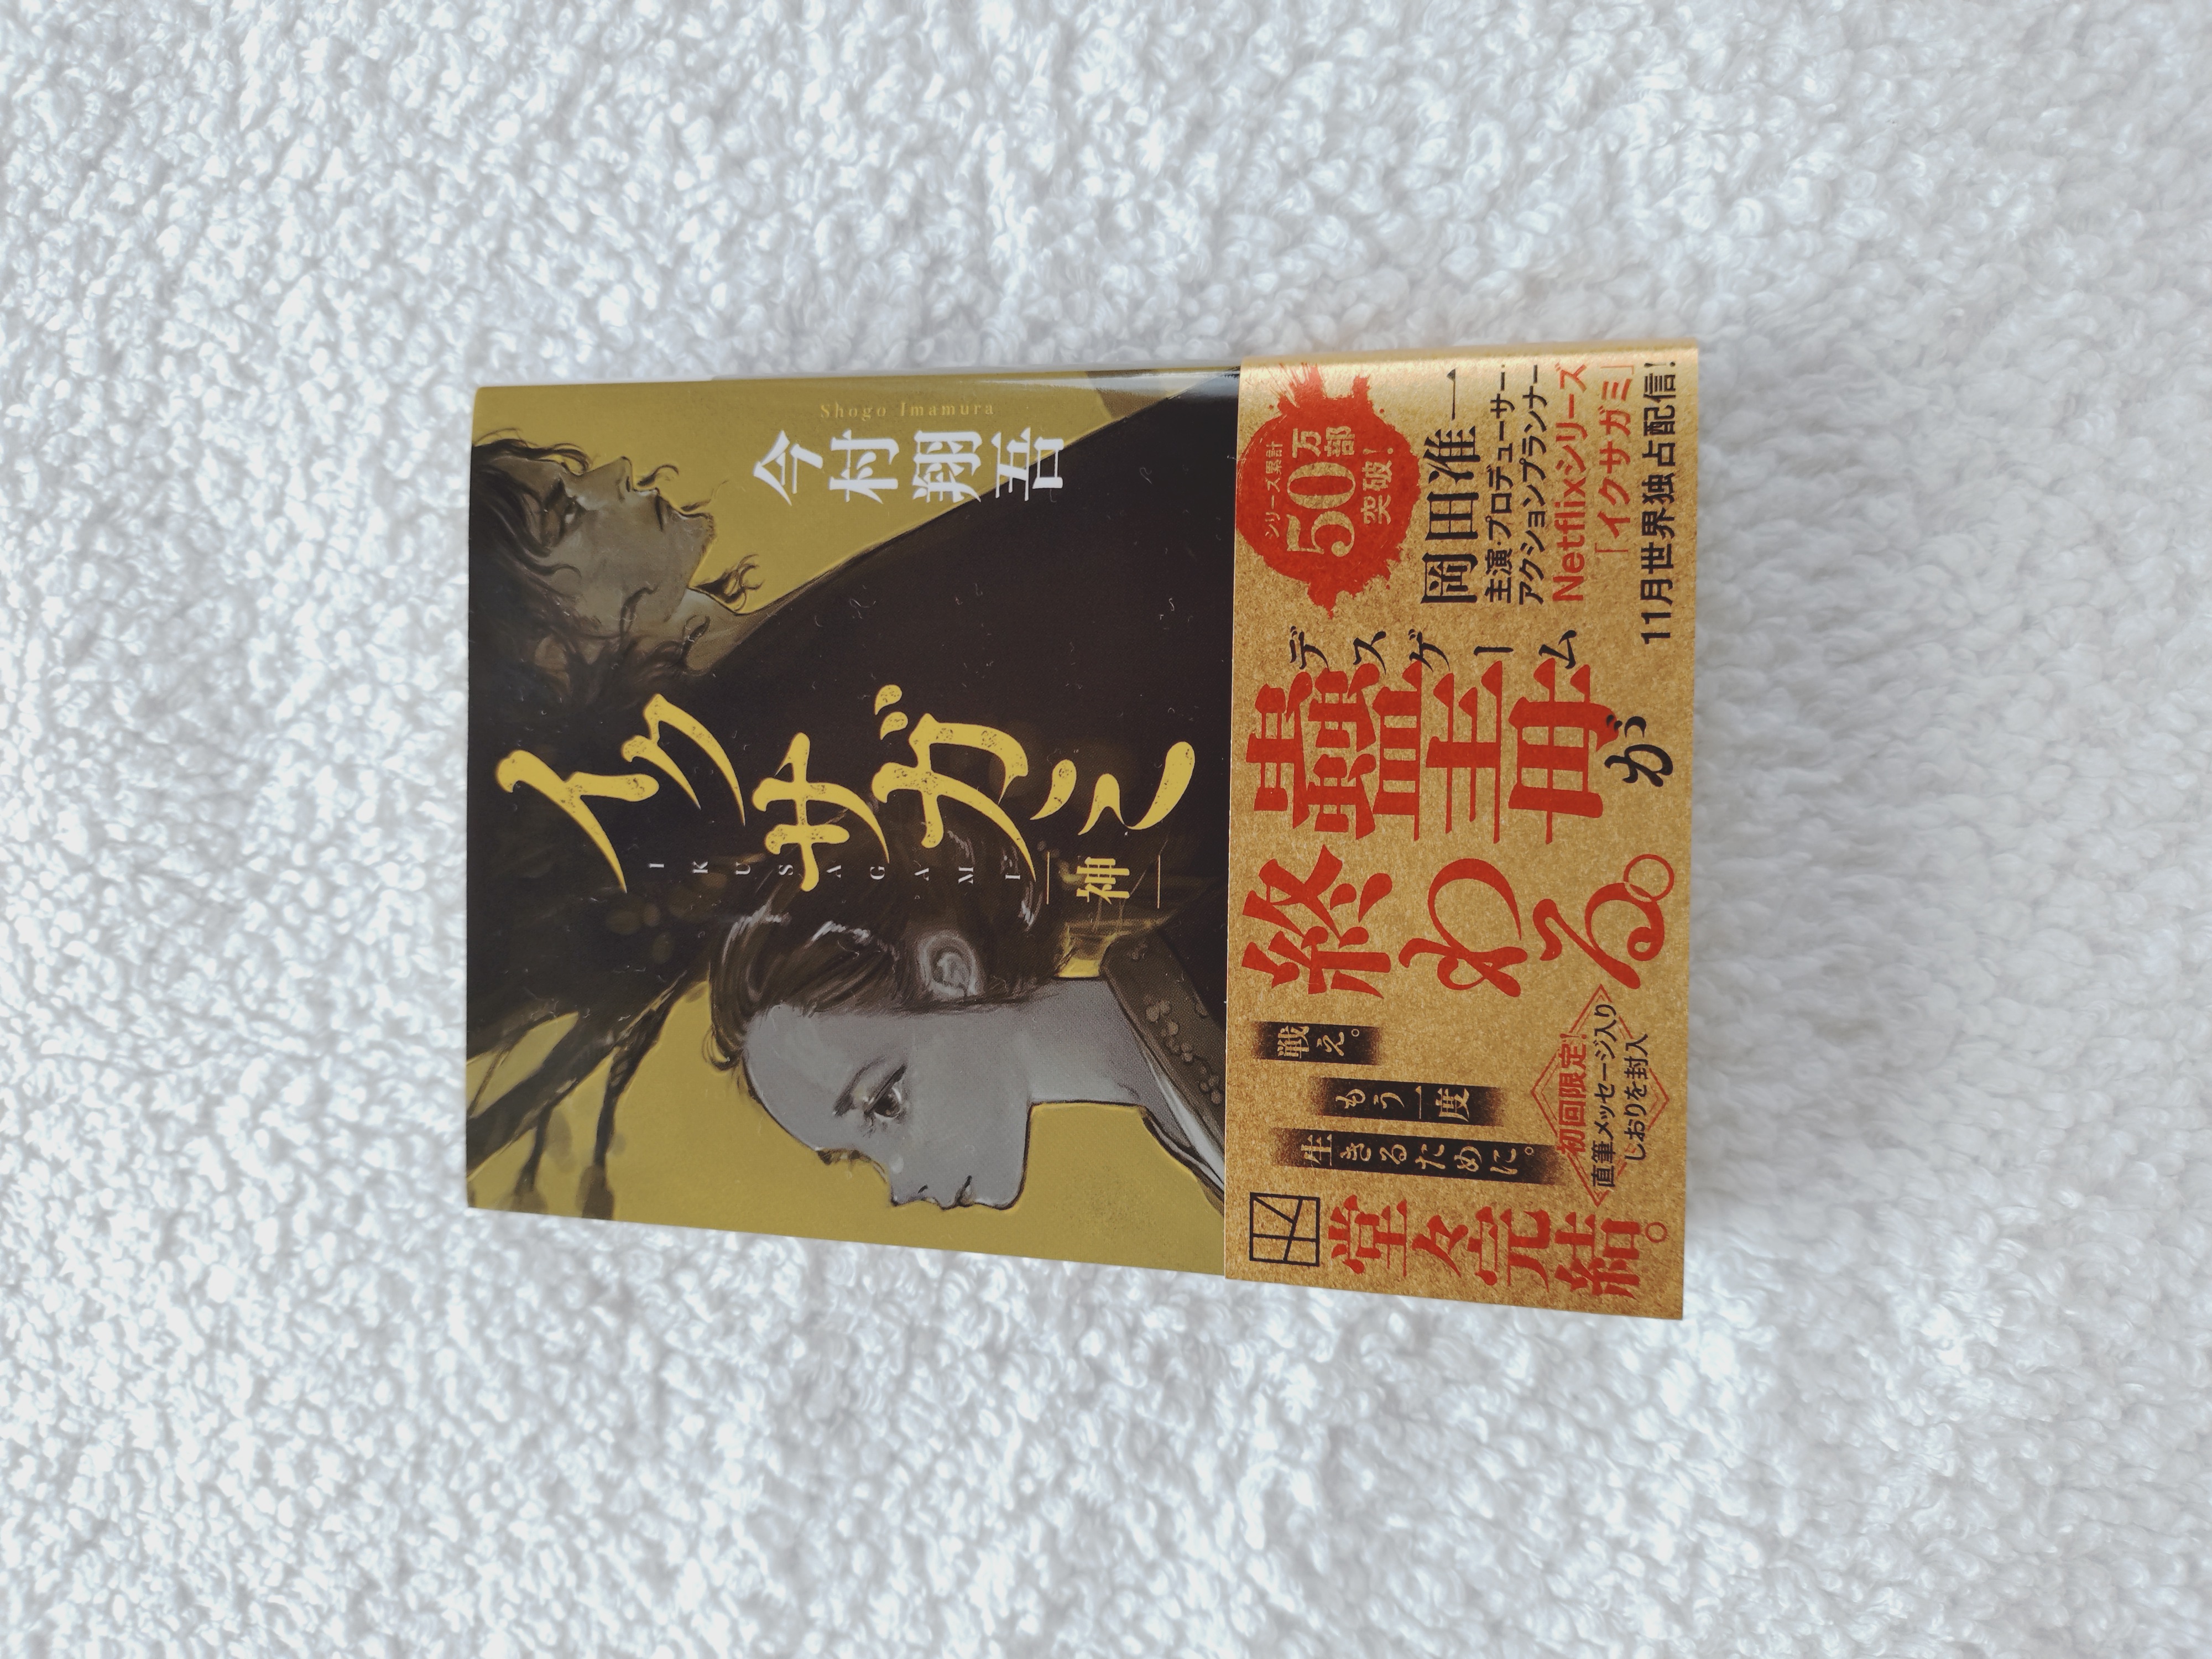 今村翔吾
Shogo Imamura
イクサガミ
IKUSAGAMI
神
シリーズ累計
50万部
突破!
岡田准一
主演・プロデューサー・
アクションプランナー
Netflixシリーズ
「イクサガミ」
11月世界独占配信!
デスゲーム
蠱毒が
終わる。
戦え。
もう一度
生きるために。
初回限定!
直筆メッセージ入り
しおりを封入
堂々完結。